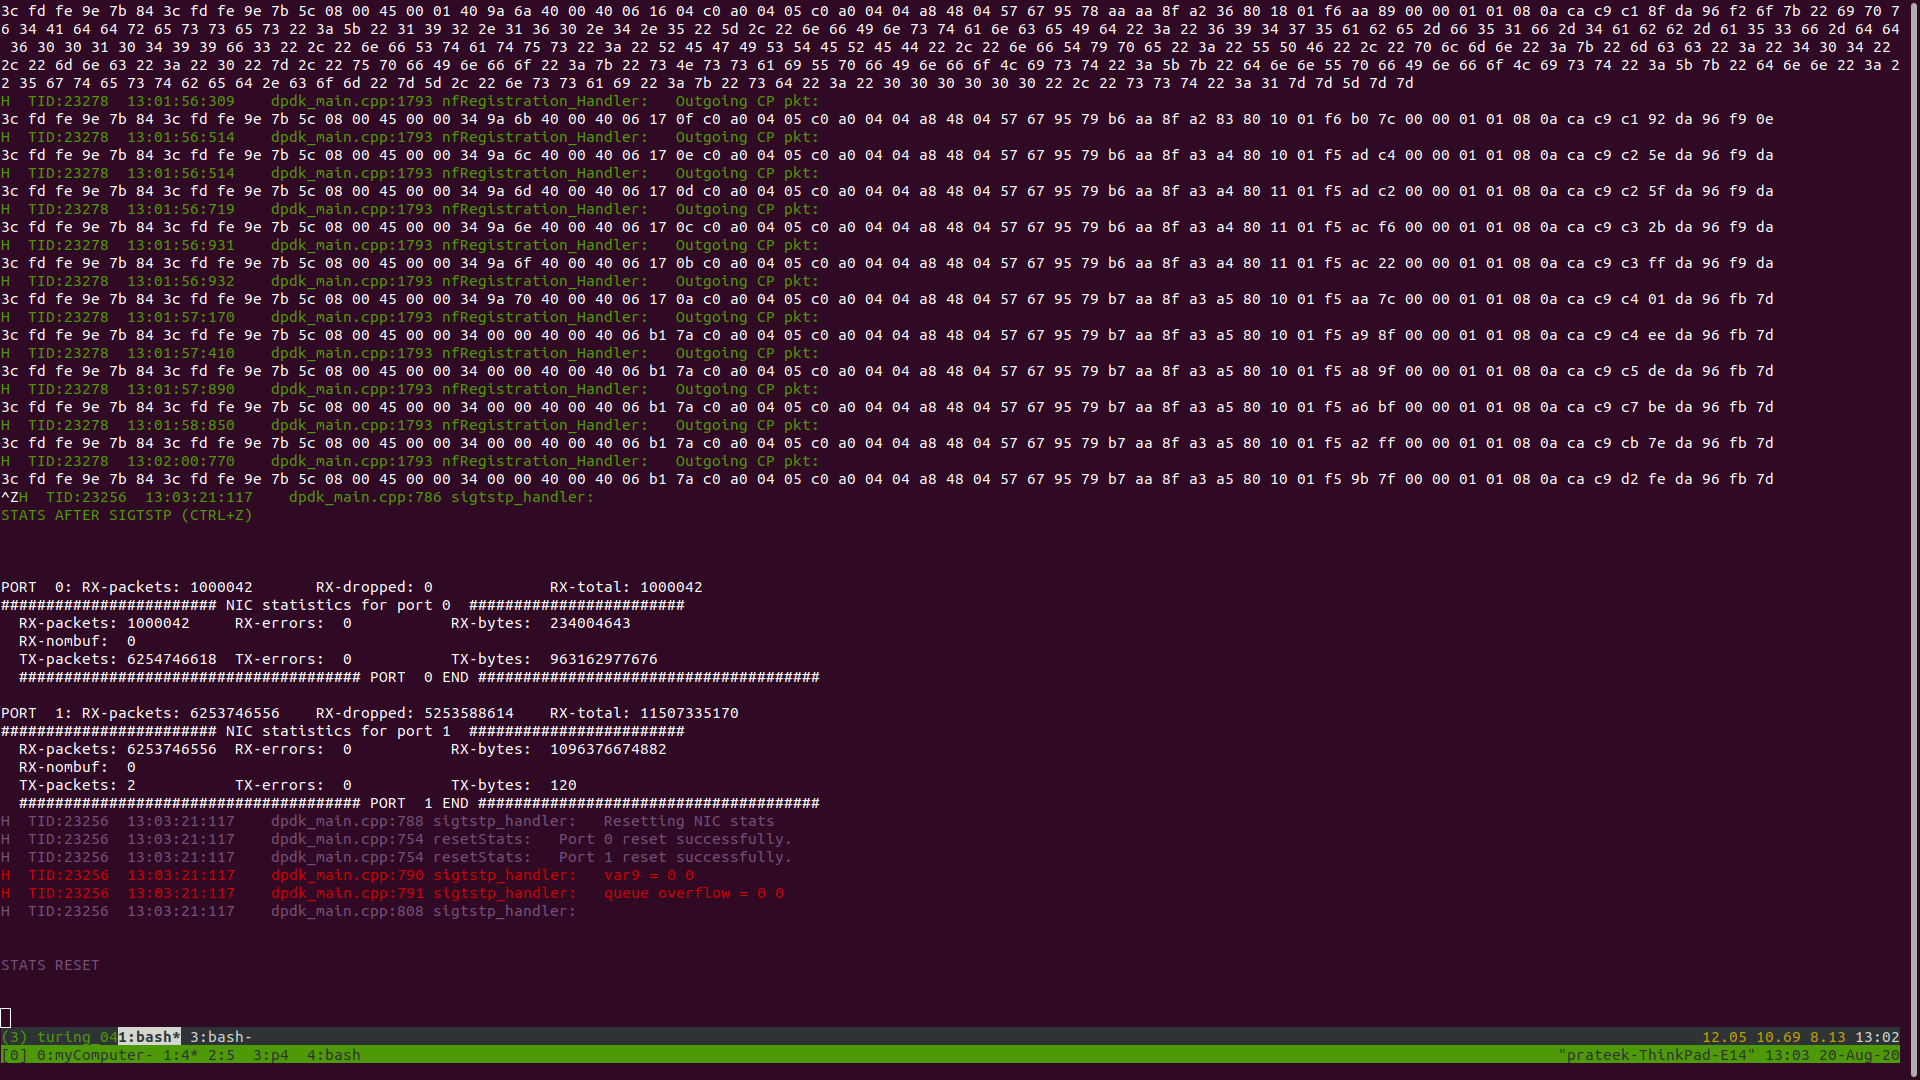 3c fd fe 9e 7b 84 3c fd fe 9e 7b 5c 08 00 45 00 01 40 9a 6a 40 00 40 06 16 04 c0 a0 04 05 c0 a0 04 04 a8 48 04 57 67 95 78 aa aa 8f a2 36 80 18 01 f6 aa 89 00 00 01 01 08 0a ca c9 c1 8f da 96 f2 6f 7b 22 69 70 7
6 34 41 64 64 72 65 73 73 65 73 22 3a 5b 22 31 39 32 2e 31 36 30 2e 34 2e 35 22 5d 2c 22 6e 66 49 6e 73 74 61 6e 63 65 49 64 22 3a 22 36 39 34 37 35 61 62 65 2d 66 35 31 66 2d 34 61 62 62 2d 61 35 33 66 2d 64 64
36 30 30 31 30 34 39 39 66 33 22 2c 22 6e 66 53 74 61 74 75 73 22 3a 22 52 45 47 49 53 54 45 52 45 44 22 2c 22 6e 66 54 79 70 65 22 3a 22 55 50 46 22 2c 22 70 6c 6d 6e 22 3a 7b 22 6d 63 63 22 3a 22 34 30 34 22
2c 22 6d 6e 63 22 3a 22 30 22 7d 2c 22 75 70 66 49 6e 66 6f 22 3a 7b 22 73 4e 73 73 61 69 55 70 66 49 6e 66 6f 4c 69 73 74 22 3a 5b 7b 22 64 6e 6e 55 70 66 49 6e 66 6f 4c 69 73 74 22 3a 5b 7b 22 64 6e 6e 22 3a 2
2 35 67 74 65 73 74 62 65 64 2e 63 6f 6d 22 7d 5d 2c 22 6e 73 73 61 69 22 3a 7b 22 73 64 22 3a 22 30 30 30 30 30 30 22 2c 22 73 73 74 22 3a 31 7d 7d 5d 7d 7d
H  TID:23278  13:01:56:309    dpdk_main.cpp:1793 nfRegistration_Handler:   Outgoing CP pkt:
3c fd fe 9e 7b 84 3c fd fe 9e 7b 5c 08 00 45 00 00 34 9a 6b 40 00 40 06 17 0f c0 a0 04 05 c0 a0 04 04 a8 48 04 57 67 95 79 b6 aa 8f a2 83 80 10 01 f6 b0 7c 00 00 01 01 08 0a ca c9 c1 92 da 96 f9 0e
H  TID:23278  13:01:56:514    dpdk_main.cpp:1793 nfRegistration_Handler:   Outgoing CP pkt:
3c fd fe 9e 7b 84 3c fd fe 9e 7b 5c 08 00 45 00 00 34 9a 6c 40 00 40 06 17 0e c0 a0 04 05 c0 a0 04 04 a8 48 04 57 67 95 79 b6 aa 8f a3 a4 80 10 01 f5 ad c4 00 00 01 01 08 0a ca c9 c2 5e da 96 f9 da
H  TID:23278  13:01:56:514    dpdk_main.cpp:1793 nfRegistration_Handler:   Outgoing CP pkt:
3c fd fe 9e 7b 84 3c fd fe 9e 7b 5c 08 00 45 00 00 34 9a 6d 40 00 40 06 17 0d c0 a0 04 05 c0 a0 04 04 a8 48 04 57 67 95 79 b6 aa 8f a3 a4 80 11 01 f5 ad c2 00 00 01 01 08 0a ca c9 c2 5f da 96 f9 da
H  TID:23278  13:01:56:719    dpdk_main.cpp:1793 nfRegistration_Handler:   Outgoing CP pkt:
3c fd fe 9e 7b 84 3c fd fe 9e 7b 5c 08 00 45 00 00 34 9a 6e 40 00 40 06 17 0c c0 a0 04 05 c0 a0 04 04 a8 48 04 57 67 95 79 b6 aa 8f a3 a4 80 11 01 f5 ac f6 00 00 01 01 08 0a ca c9 c3 2b da 96 f9 da
H  TID:23278  13:01:56:931    dpdk_main.cpp:1793 nfRegistration_Handler:   Outgoing CP pkt:
3c fd fe 9e 7b 84 3c fd fe 9e 7b 5c 08 00 45 00 00 34 9a 6f 40 00 40 06 17 0b c0 a0 04 05 c0 a0 04 04 a8 48 04 57 67 95 79 b6 aa 8f a3 a4 80 11 01 f5 ac 22 00 00 01 01 08 0a ca c9 c3 ff da 96 f9 da
H  TID:23278  13:01:56:932    dpdk_main.cpp:1793 nfRegistration_Handler:   Outgoing CP pkt:
3c fd fe 9e 7b 84 3c fd fe 9e 7b 5c 08 00 45 00 00 34 9a 70 40 00 40 06 17 0a c0 a0 04 05 c0 a0 04 04 a8 48 04 57 67 95 79 b7 aa 8f a3 a5 80 10 01 f5 aa 7c 00 00 01 01 08 0a ca c9 c4 01 da 96 fb 7d
H  TID:23278  13:01:57:170    dpdk_main.cpp:1793 nfRegistration_Handler:   Outgoing CP pkt:
3c fd fe 9e 7b 84 3c fd fe 9e 7b 5c 08 00 45 00 00 34 00 00 40 00 40 06 b1 7a c0 a0 04 05 c0 a0 04 04 a8 48 04 57 67 95 79 b7 aa 8f a3 a5 80 10 01 f5 a9 8f 00 00 01 01 08 0a ca c9 c4 ee da 96 fb 7d
H  TID:23278  13:01:57:410    dpdk_main.cpp:1793 nfRegistration_Handler:   Outgoing CP pkt:
3c fd fe 9e 7b 84 3c fd fe 9e 7b 5c 08 00 45 00 00 34 00 00 40 00 40 06 b1 7a c0 a0 04 05 c0 a0 04 04 a8 48 04 57 67 95 79 b7 aa 8f a3 a5 80 10 01 f5 a8 9f 00 00 01 01 08 0a ca c9 c5 de da 96 fb 7d
H  TID:23278  13:01:57:890    dpdk_main.cpp:1793 nfRegistration_Handler:   Outgoing CP pkt:
3c fd fe 9e 7b 84 3c fd fe 9e 7b 5c 08 00 45 00 00 34 00 00 40 00 40 06 b1 7a c0 a0 04 05 c0 a0 04 04 a8 48 04 57 67 95 79 b7 aa 8f a3 a5 80 10 01 f5 a6 bf 00 00 01 01 08 0a ca c9 c7 be da 96 fb 7d
H  TID:23278  13:01:58:850    dpdk_main.cpp:1793 nfRegistration_Handler:   Outgoing CP pkt:
3c fd fe 9e 7b 84 3c fd fe 9e 7b 5c 08 00 45 00 00 34 00 00 40 00 40 06 b1 7a c0 a0 04 05 c0 a0 04 04 a8 48 04 57 67 95 79 b7 aa 8f a3 a5 80 10 01 f5 a2 ff 00 00 01 01 08 0a ca c9 cb 7e da 96 fb 7d
H  TID:23278  13:02:00:770    dpdk_main.cpp:1793 nfRegistration_Handler:   Outgoing CP pkt:
3c fd fe 9e 7b 84 3c fd fe 9e 7b 5c 08 00 45 00 00 34 00 00 40 00 40 06 b1 7a c0 a0 04 05 c0 a0 04 04 a8 48 04 57 67 95 79 b7 aa 8f a3 a5 80 10 01 f5 9b 7f 00 00 01 01 08 0a ca c9 d2 fe da 96 fb 7d
^ZH  TID:23256  13:03:21:117    dpdk_main.cpp:786 sigtstp_handler:
STATS AFTER SIGTSTP (CTRL+Z)
PORT  0: RX-packets: 1000042       RX-dropped: 0             RX-total: 1000042
######################## NIC statistics for port 0  ########################
RX-packets: 1000042     RX-errors:  0           RX-bytes:  234004643
RX-nombuf:  0
TX-packets: 6254746618  TX-errors:  0           TX-bytes:  963162977676
###################################### PORT  0 END ######################################
PORT  1: RX-packets: 6253746556    RX-dropped: 5253588614    RX-total: 11507335170
######################## NIC statistics for port 1  ########################
RX-packets: 6253746556  RX-errors:  0           RX-bytes:  1096376674882
RX-nombuf:  0
TX-packets: 2           TX-errors:  0           TX-bytes:  120
###################################### PORT  1 END ######################################
H  TID:23256  13:03:21:117    dpdk_main.cpp:788 sigtstp_handler:   Resetting NIC stats
H  TID:23256  13:03:21:117    dpdk_main.cpp:754 resetStats:   Port 0 reset successfully.
H  TID:23256  13:03:21:117    dpdk_main.cpp:754 resetStats:   Port 1 reset successfully.
H  TID:23256  13:03:21:117    dpdk_main.cpp:790 sigtstp_handler:   var9 = 0 0
H  TID:23256  13:03:21:117    dpdk_main.cpp:791 sigtstp_handler:   queue overflow = 0 0
H  TID:23256  13:03:21:117    dpdk_main.cpp:808 sigtstp_handler:
STATS RESET
(3) turing_041:bash* 3:bash-    12.05 10.69 8.13 13:02
[0] 0:myComputer- 1:4* 2:5  3:p4  4:bash    "prateek-ThinkPad-E14" 13:03 20-Aug-20